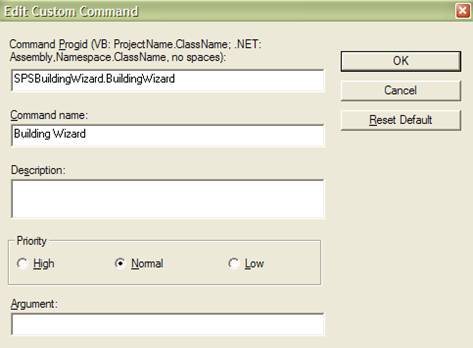 Edit Custom Command
Command Progid (VB: ProjectName.ClassName; .NET:
Assembly,Namespace.ClassName, no spaces):
SPSBuildingWizard.BuildingWizard
OK
Cancel
Reset Default
Command name:
Building Wizard
Description:
Priority
High Normal Low
Argument: